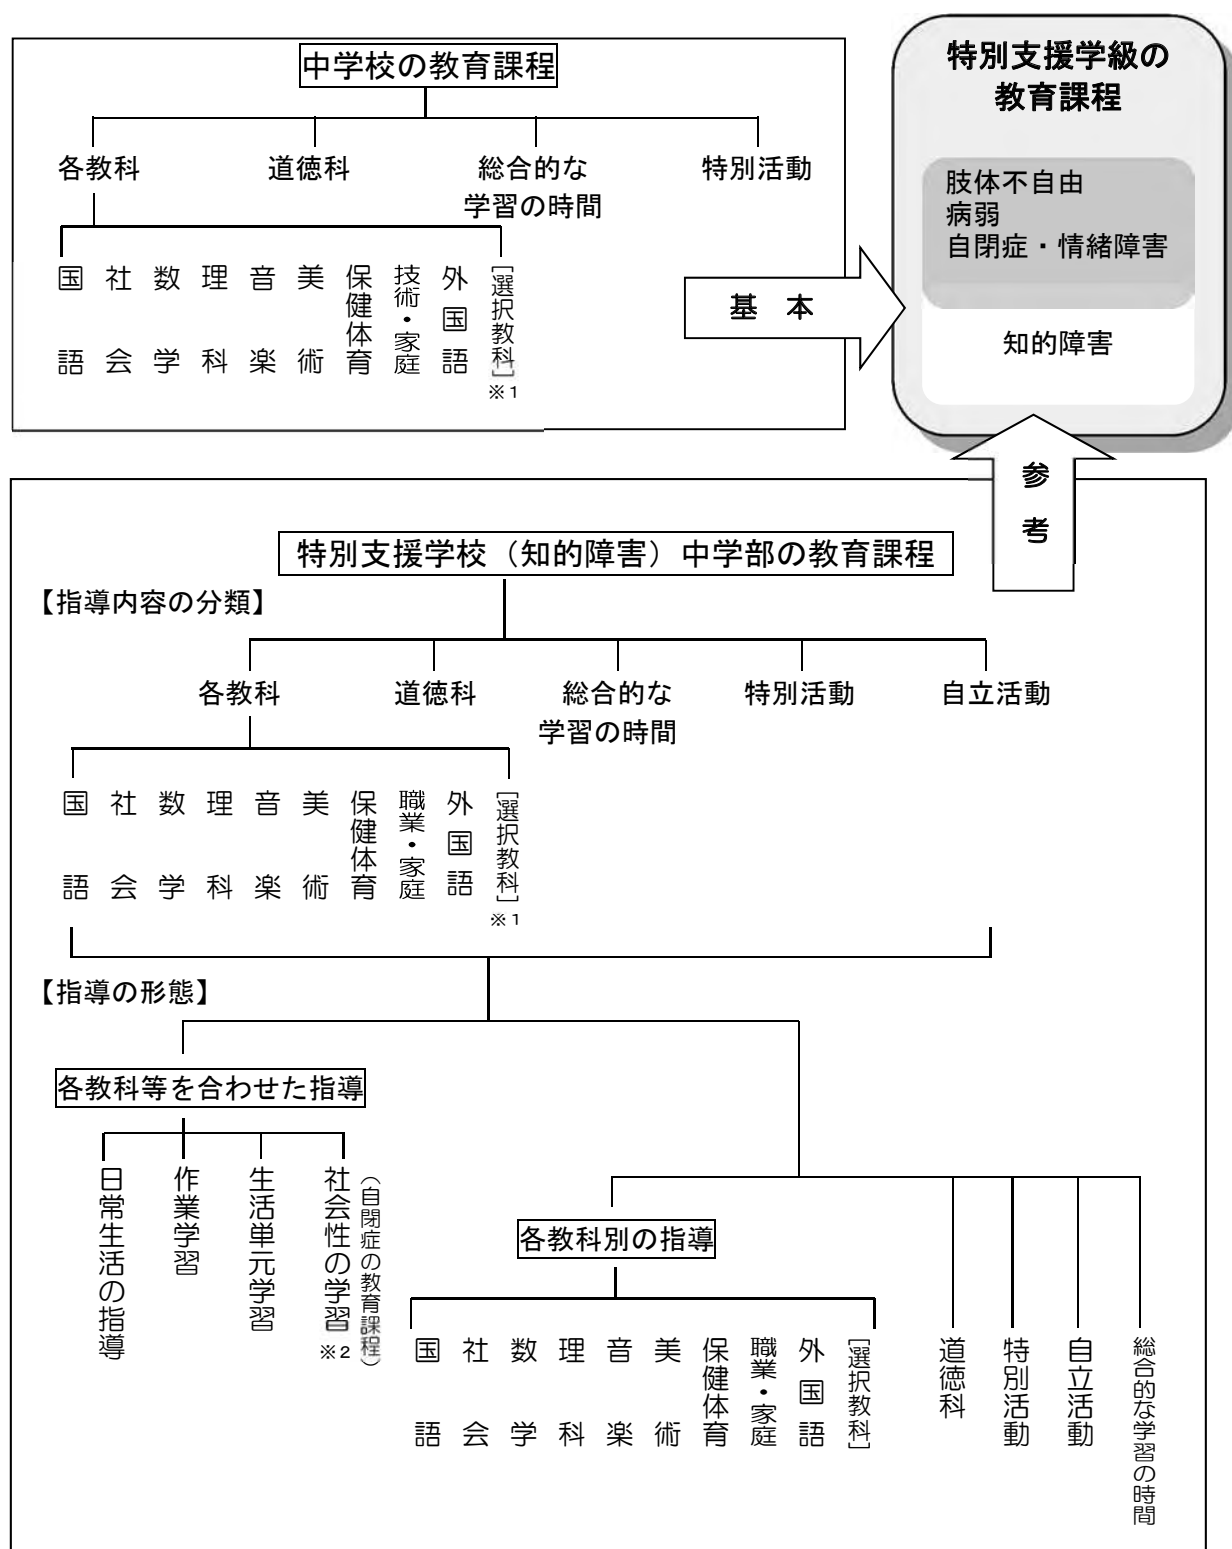 中学校の教育課程
各教科
道徳科
総合的な
学習の時間
特別活動
国語
社会
数学
理科
音楽
美術
保健体育
技術・家庭
外国語
[選択教科]
※1
基 本
特別支援学級の
教育課程
肢体不自由
病弱
自閉症・情緒障害
知的障害
参考
特別支援学校（知的障害）中学部の教育課程
【指導内容の分類】
各教科
道徳科
総合的な
学習の時間
特別活動
自立活動
国語
社会
数学
理科
音楽
美術
保健体育
職業・家庭
外国語
[選択教科]
※1
【指導の形態】
各教科等を合わせた指導
日常生活の指導
作業学習
生活単元学習
社会性の学習
※2
（自閉症の教育課程）
各教科別の指導
国語
社会
数学
理科
音楽
美術
保健体育
職業・家庭
外国語
[選択教科]
道徳科
特別活動
自立活動
総合的な学習の時間